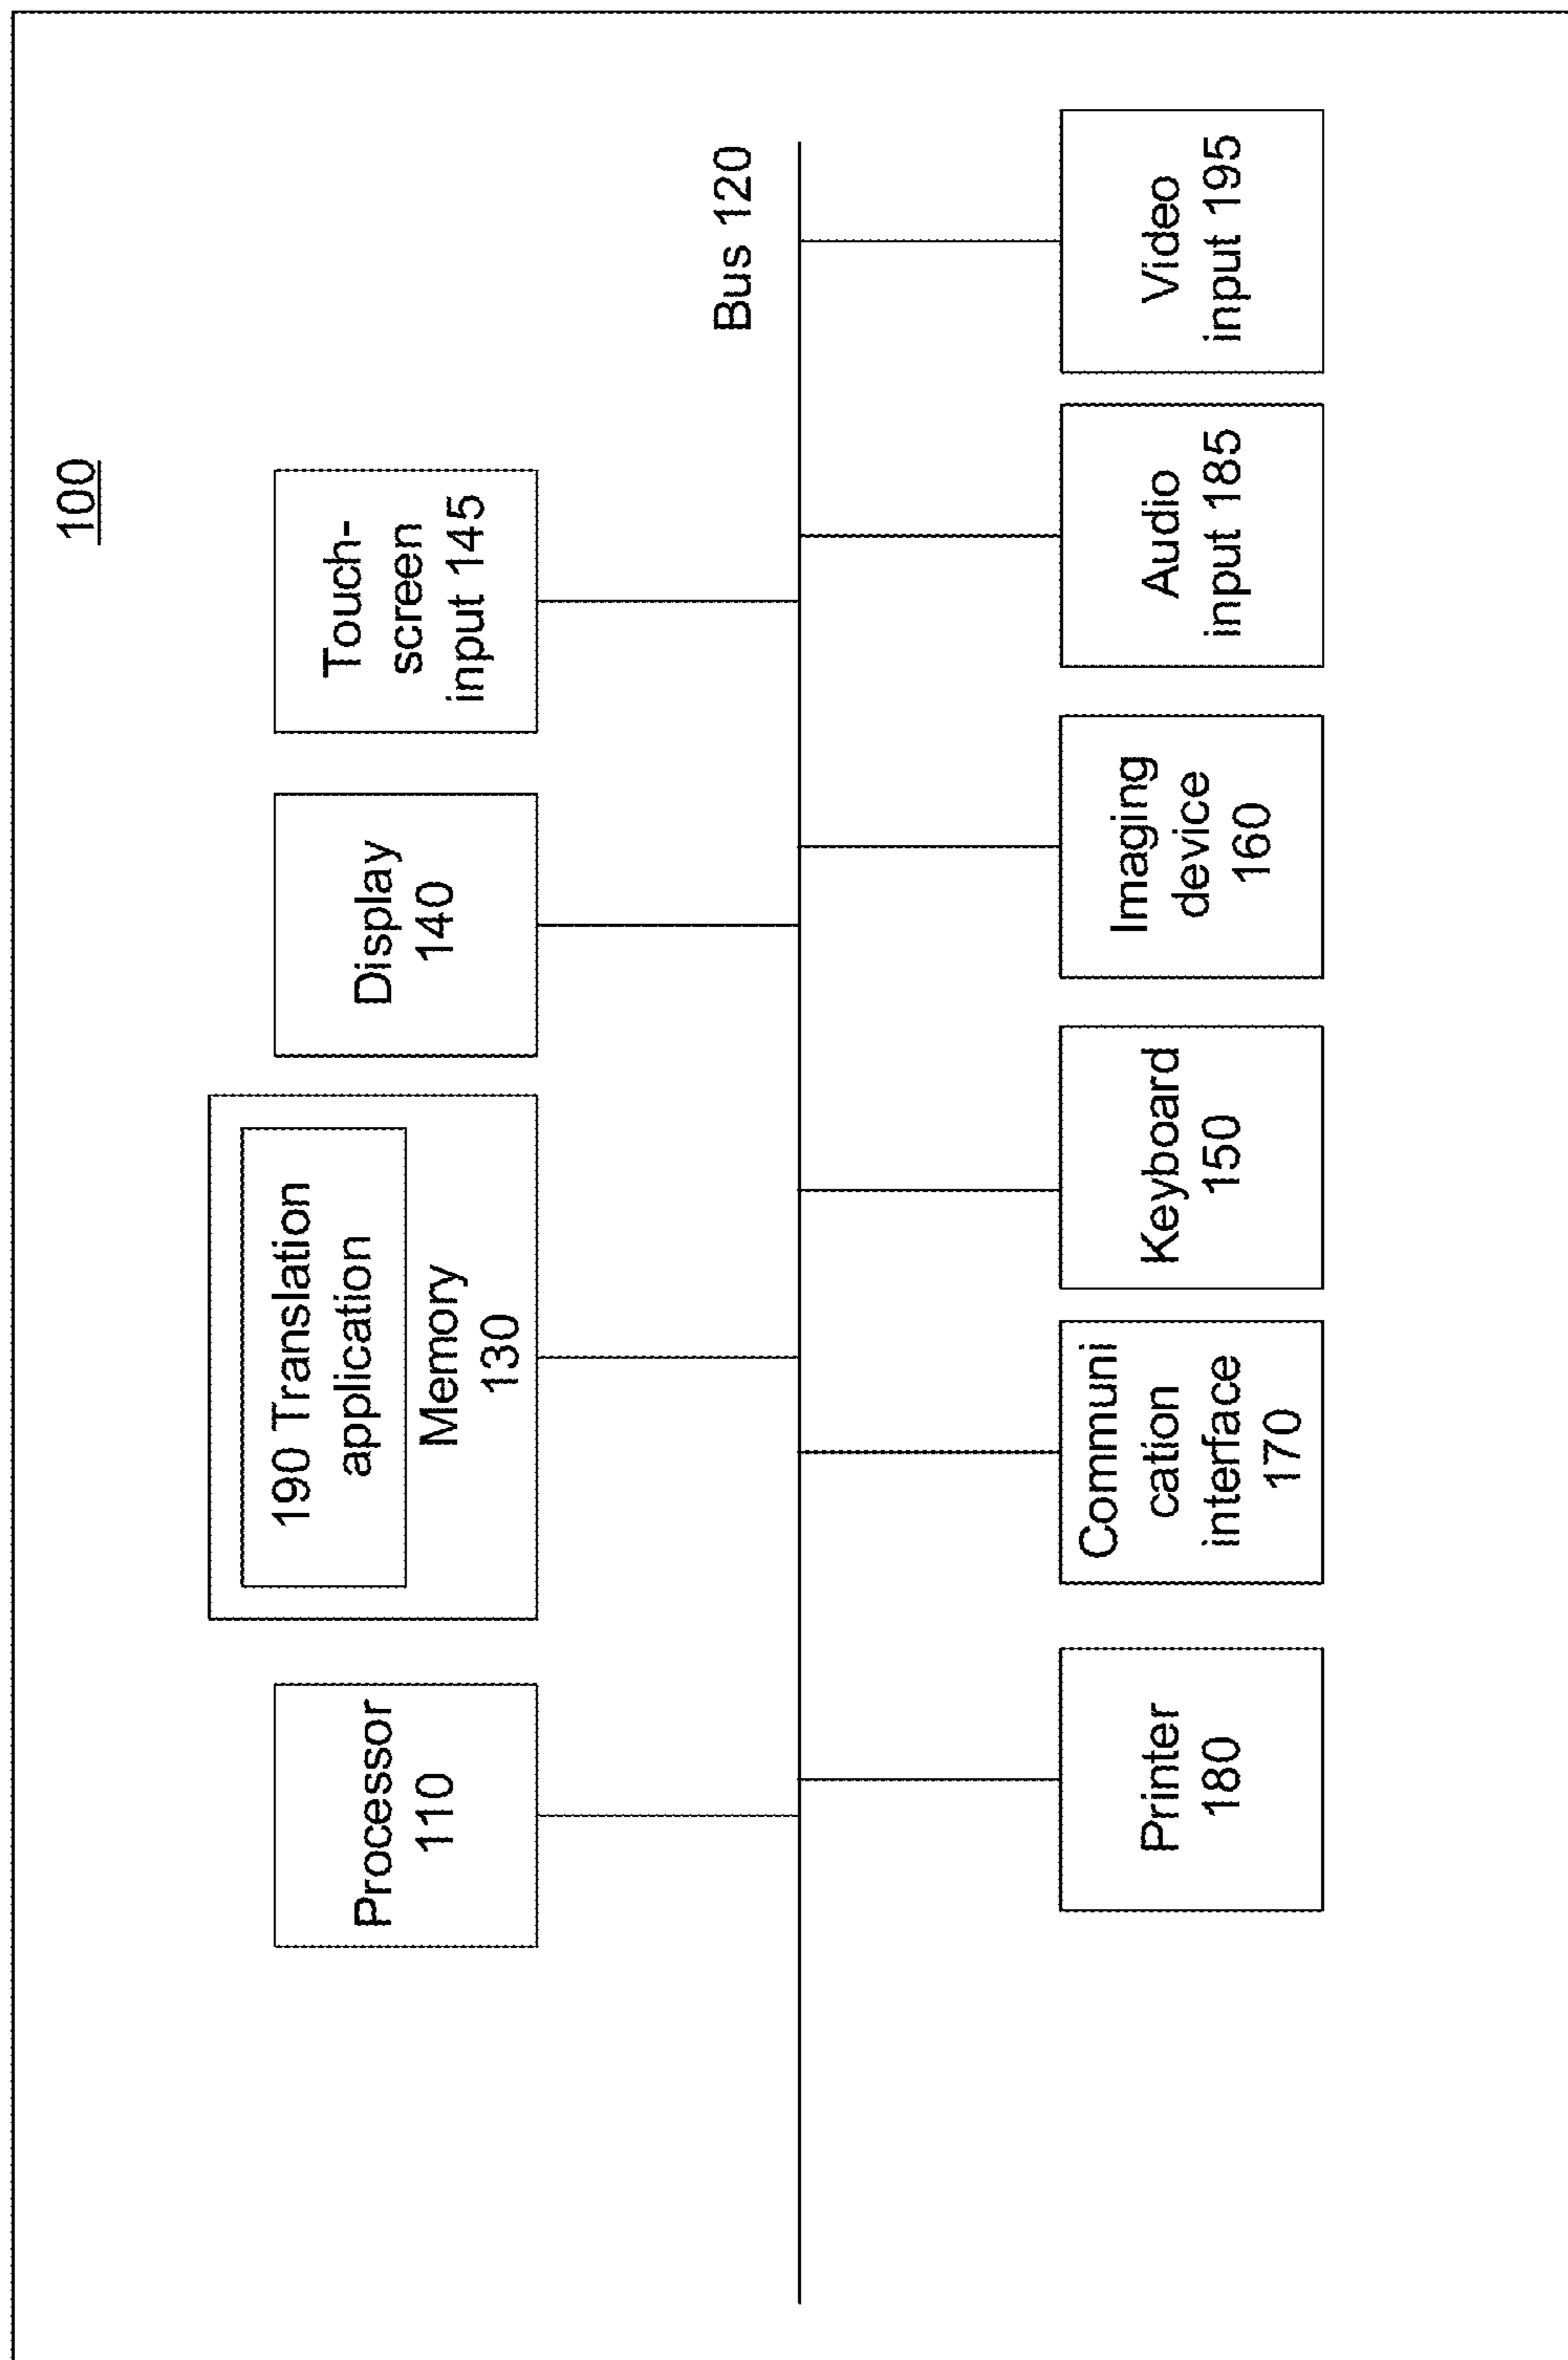 100
Processor
110
190 Translation
application
Memory
130
Display
140
Touch-
screen
input 145
Bus 120
Printer
180
Communi
cation
interface
170
Keyboard
150
Imaging
device
160
Audio
input 185
Video
input 195